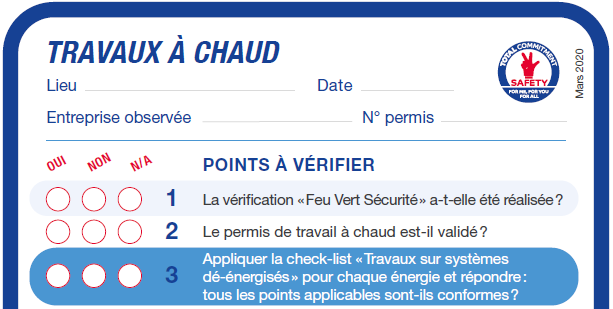 TRAVAUX À CHAUD
Lieu
Date
Entreprise observée
N° permis
TOTAL COMMITMENT
SAFETY
FOR ME, FOR YOU
FOR ALL
Mars 2020
OUI NON N/A POINTS À VÉRIFIER
1 La vérification «Feu Vert Sécurité» a-t-elle été réalisée?
2 Le permis de travail à chaud est-il validé?
3 Appliquer la check-list «Travaux sur systèmes
dé-énergisés» pour chaque énergie et répondre:
tous les points applicables sont-ils conformes?